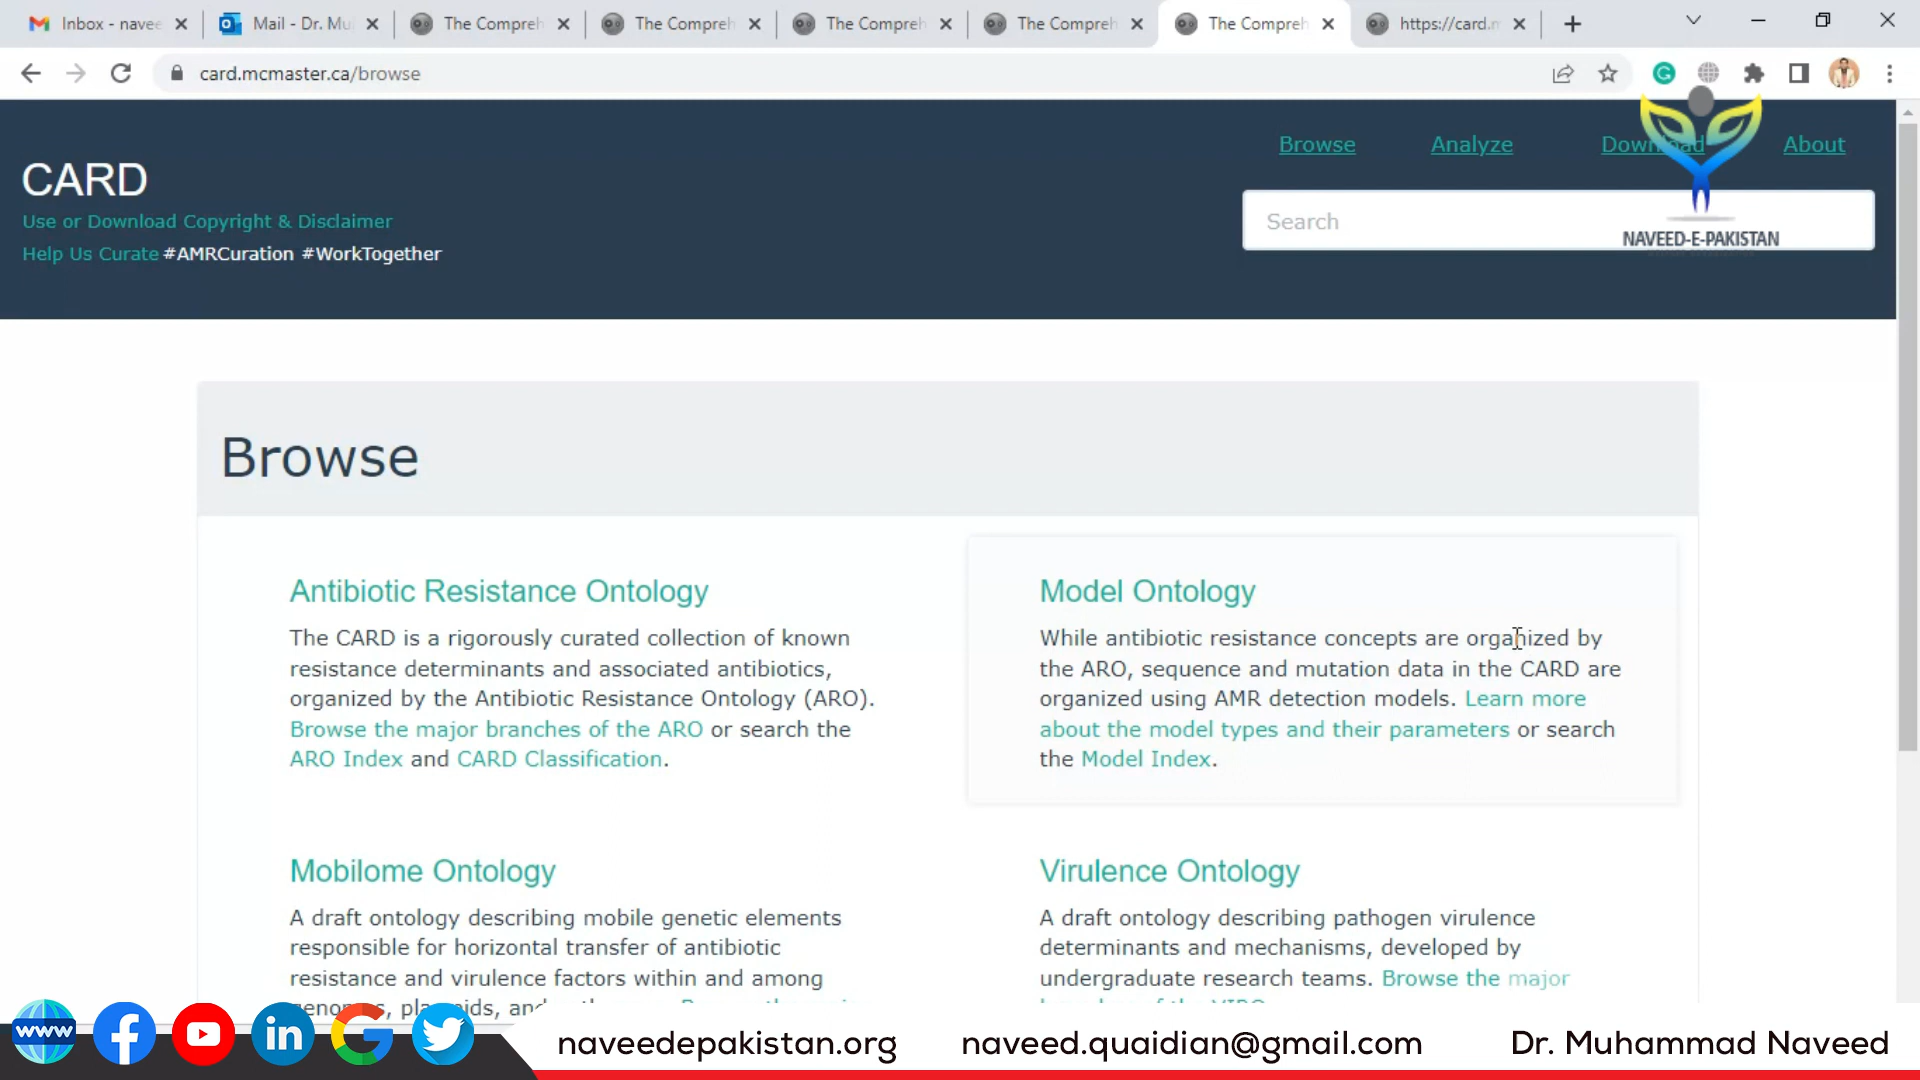 Inbox - navee
Mail - Dr. Mu
The Compreh
The Compreh
The Compreh
The Compreh
The Compreh
https://card.m
card.mcmaster.ca/browse
Browse
Analyze
Download
About
CARD
Use or Download Copyright & Disclaimer
Help Us Curate #AMRCuration #WorkTogether
Search
NAVEED-E-PAKISTAN
Browse
Antibiotic Resistance Ontology
The CARD is a rigorously curated collection of known
resistance determinants and associated antibiotics,
organized by the Antibiotic Resistance Ontology (ARO).
Browse the major branches of the ARO or search the
ARO Index and CARD Classification.
Model Ontology
While antibiotic resistance concepts are organized by
the ARO, sequence and mutation data in the CARD are
organized using AMR detection models. Learn more
about the model types and their parameters or search
the Model Index.
Mobilome Ontology
A draft ontology describing mobile genetic elements
responsible for horizontal transfer of antibiotic
resistance and virulence factors within and among
Virulence Ontology
A draft ontology describing pathogen virulence
determinants and mechanisms, developed by
undergraduate research teams. Browse the major
www
naveedepakistan.org
naveed.quaidian@gmail.com
Dr. Muhammad Naveed